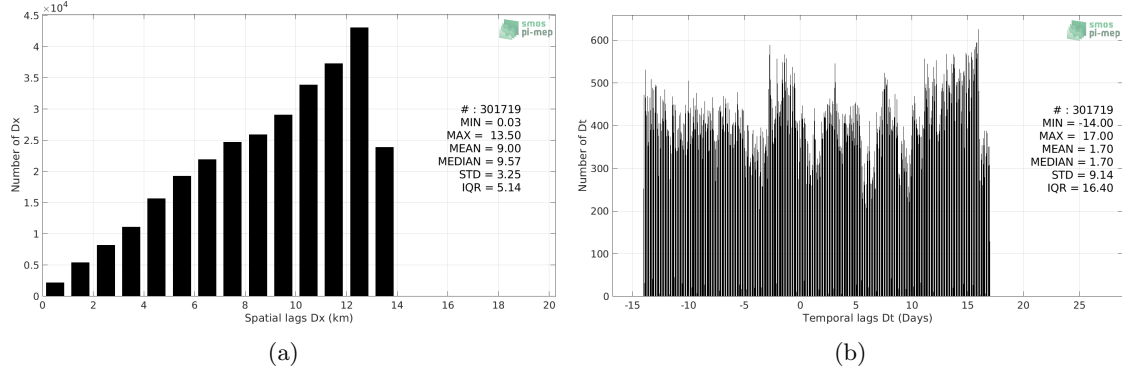 ×10⁴
4.5
4
3.5
3
2.5
2
1.5
1
0.5
0
Number of Dx
0 2 4 6 8 10 12 14 16 18 20
Spatial lags Dx (km)
smos
pi-mep
# : 301719
MIN = 0.03
MAX = 13.50
MEAN = 9.00
MEDIAN = 9.57
STD = 3.25
IQR = 5.14
(a)
600
500
400
300
200
100
0
Number of Dt
-15 -10 -5 0 5 10 15 20 25
Temporal lags Dt (Days)
smos
pi-mep
# : 301719
MIN = -14.00
MAX = 17.00
MEAN = 1.70
MEDIAN = 1.70
STD = 9.14
IQR = 16.40
(b)